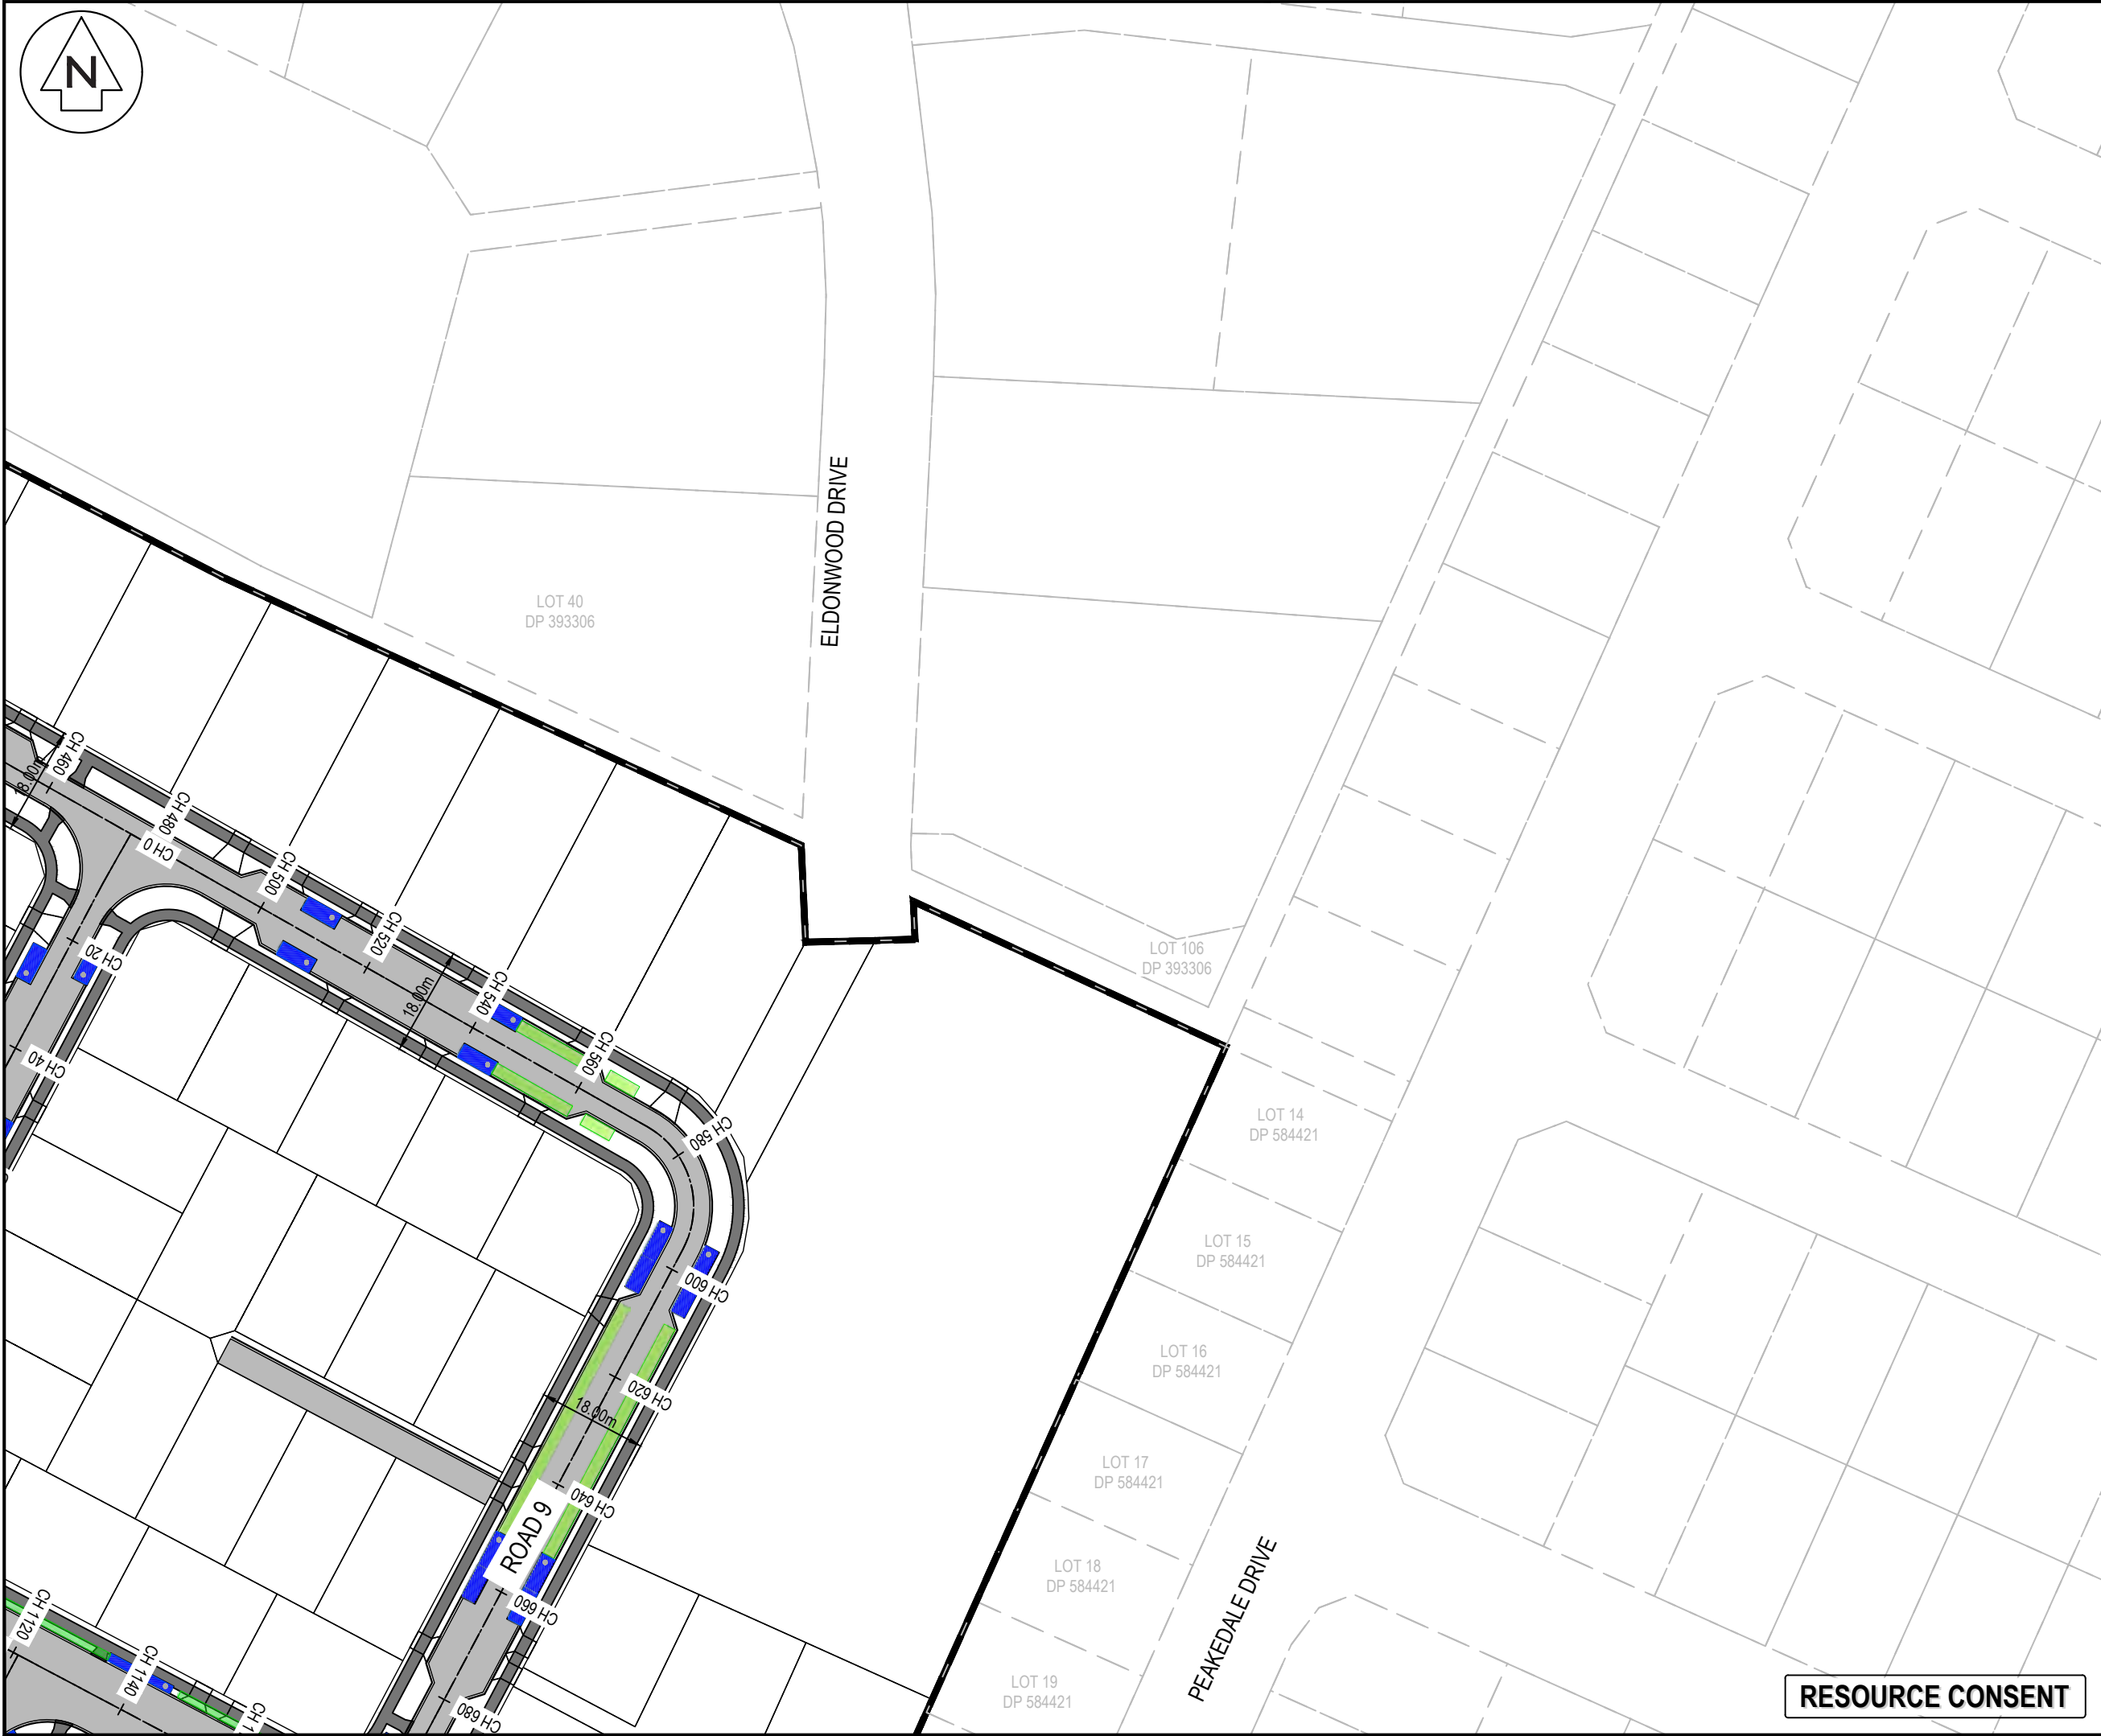 N
ELDONWOOD DRIVE
LOT 40
DP 393306
CH 460
18.00m
CH 480
CH 0
CH 500
CH 520
CH 20
18.00m
CH 540
LOT 106
DP 393306
CH 40
CH 560
CH 580
LOT 14
DP 584421
LOT 15
DP 584421
CH 600
LOT 16
DP 584421
CH 620
18.00m
LOT 17
DP 584421
CH 640
ROAD 9
LOT 18
DP 584421
CH 660
PEAKEDALE DRIVE
CH 1120
CH 1140
LOT 19
DP 584421
CH 680
RESOURCE CONSENT